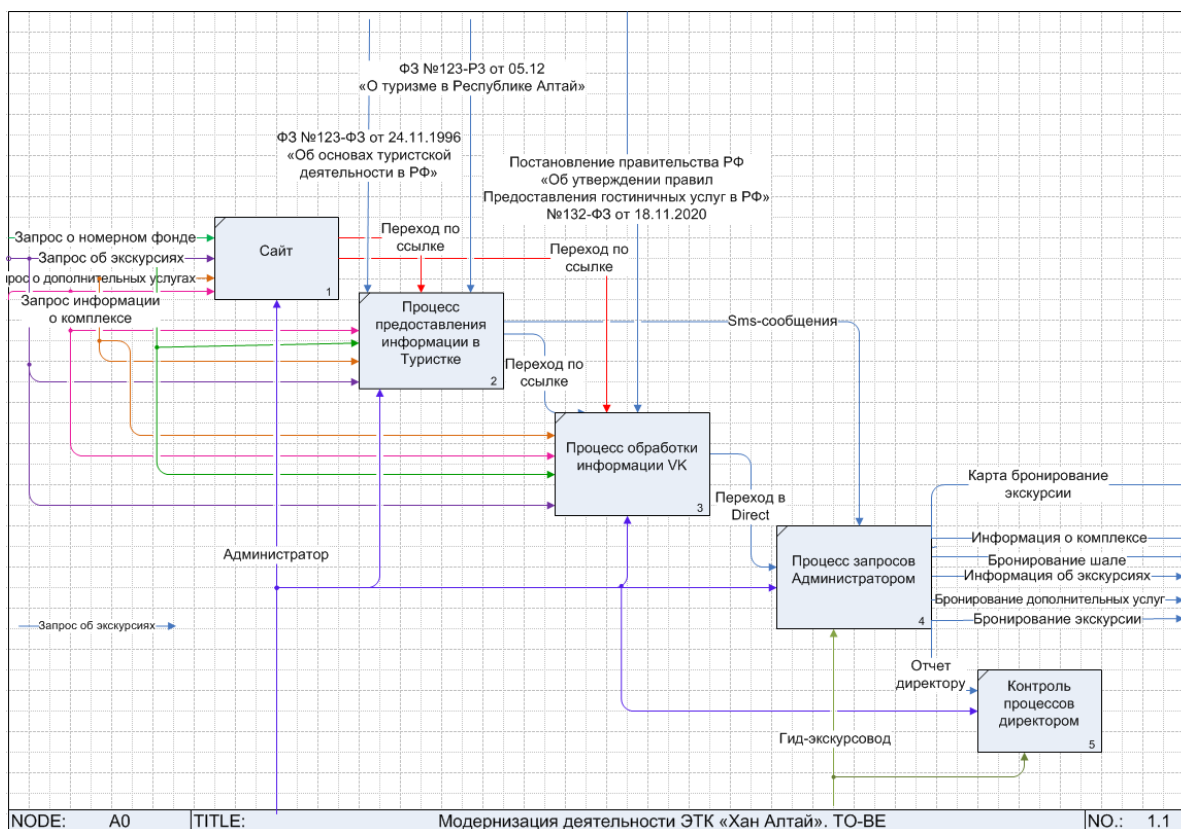 ФЗ №123-РЗ от 05.12
«О туризме в Республике Алтай»
ФЗ №123-ФЗ от 24.11.1996
«Об основах туристской
деятельности в РФ»
Постановление правительства РФ
«Об утверждении правил
Предоставления гостиничных услуг в РФ»
№132-ФЗ от 18.11.2020
Запрос о номерном фонде
Запрос об экскурсиях
прос о дополнительных услугах
Запрос информации
о комплексе
Сайт
1
Переход по
ссылке
Переход по
ссылке
Процесс
предоставления
информации в
Туристке
2
Sms-сообщения
Переход по
ссылке
Процесс обработки
информации VK
3
Переход в
Direct
Карта бронирование
экскурсии
Администратор
Процесс запросов
Администратором
4
Информация о комплексе
Бронирование шале
Информация об экскурсиях
Бронирование дополнительных услуг
Бронирование экскурсии
Запрос об экскурсиях
Отчет
директору
Контроль
процессов
директором
5
Гид-экскурсовод
NODE: A0 TITLE: Модернизация деятельности ЭТК «Хан Алтай». TO-BE NO.: 1.1